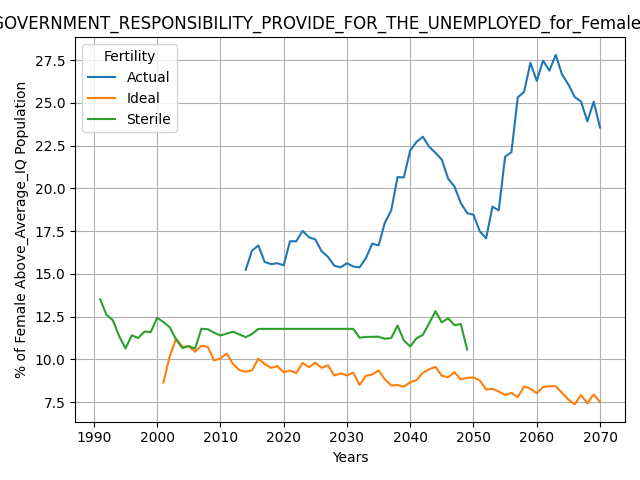 GOVERNMENT_RESPONSIBILITY_PROVIDE_FOR_THE_UNEMPLOYED_for_Female
Fertility
Actual
Ideal
Sterile
% of Female Above_Average_IQ Population
27.5
25.0
22.5
20.0
17.5
15.0
12.5
10.0
7.5
1990 2000 2010 2020 2030 2040 2050 2060 2070
Years